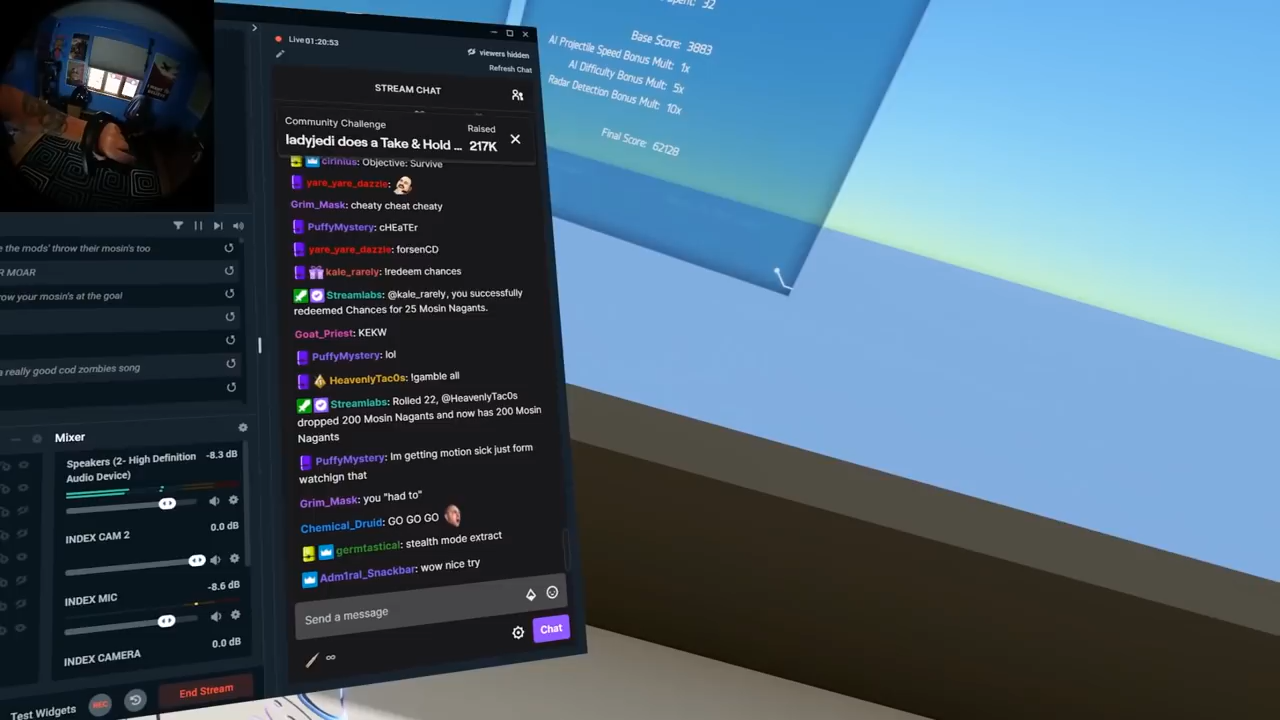 Live 01:20:53
viewers hidden
Refresh Chat
STREAM CHAT
Community Challenge
Raised
ladyjedi does a Take & Hold ...
217K
cirinius: Objective: Survive
yare_yare_dazzle:
Grim_Mask: cheaty cheat cheaty
PuffyMystery: cHEaTEr
yare_yare_dazzle: forsenCD
kale_rarely: !redeem chances
Streamlabs: @kale_rarely, you successfully
redeemed Chances for 25 Mosin Nagants.
Goat_Priest: KEKW
PuffyMystery: lol
HeavenlyTac0s: !gamble all
Streamlabs: Rolled 22, @HeavenlyTac0s
dropped 200 Mosin Nagants and now has 200 Mosin
Nagants
PuffyMystery: Im getting motion sick just form
watchign that
Grim_Mask: you "had to"
Chemical_Druid: GO GO GO
germtastical: stealth mode extract
Adm1ral_Snackbar: wow nice try
Send a message
Chat
e the mods' throw their mosin's too
R MOAR
row your mosin's at the goal
a really good cod zombies song
Mixer
Speakers (2- High Definition
Audio Device)
-8.3 dB
INDEX CAM 2
0.0 dB
INDEX MIC
-8.6 dB
INDEX CAMERA
0.0 dB
Test Widgets
REC
End Stream
32
Base Score: 3883
AI Projectile Speed Bonus Mult: 1x
AI Difficulty Bonus Mult: 5x
Radar Detection Bonus Mult: 10x
Final Score: 62128